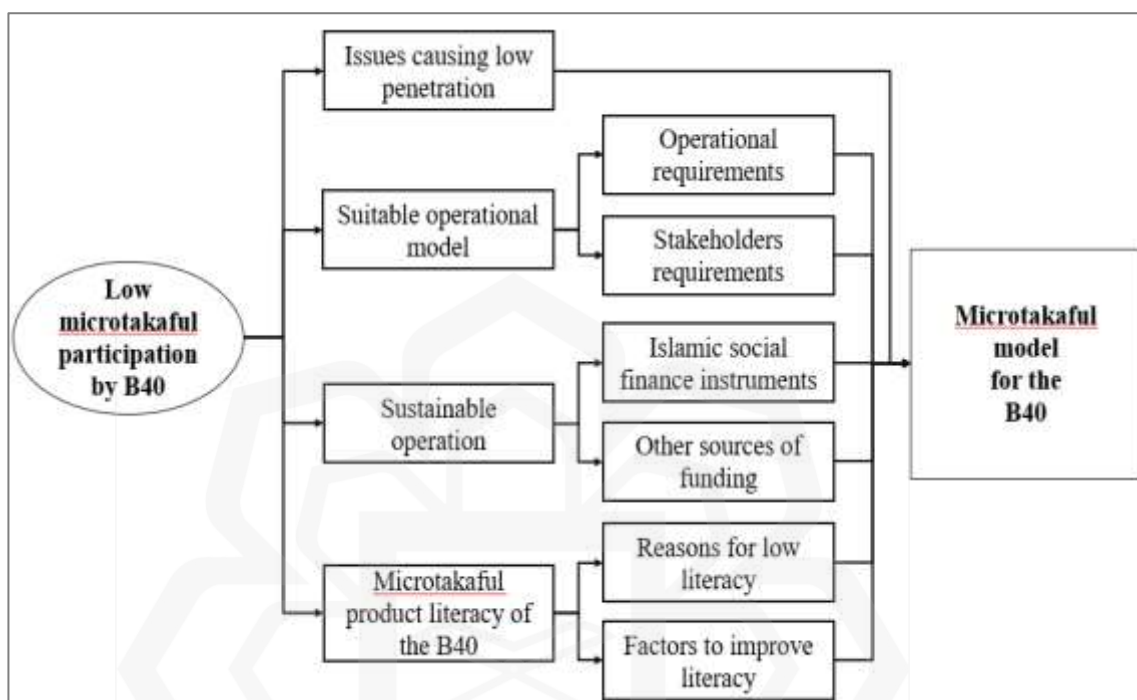 Issues causing low
penetration
Operational
requirements
Suitable operational
model
Stakeholders
requirements
Low
microtakaful
participation
by B40
Microtakaful
model
for the
B40
Islamic social
finance instruments
Sustainable
operation
Other sources of
funding
Reasons for low
literacy
Microtakaful
product literacy of
the B40
Factors to improve
literacy